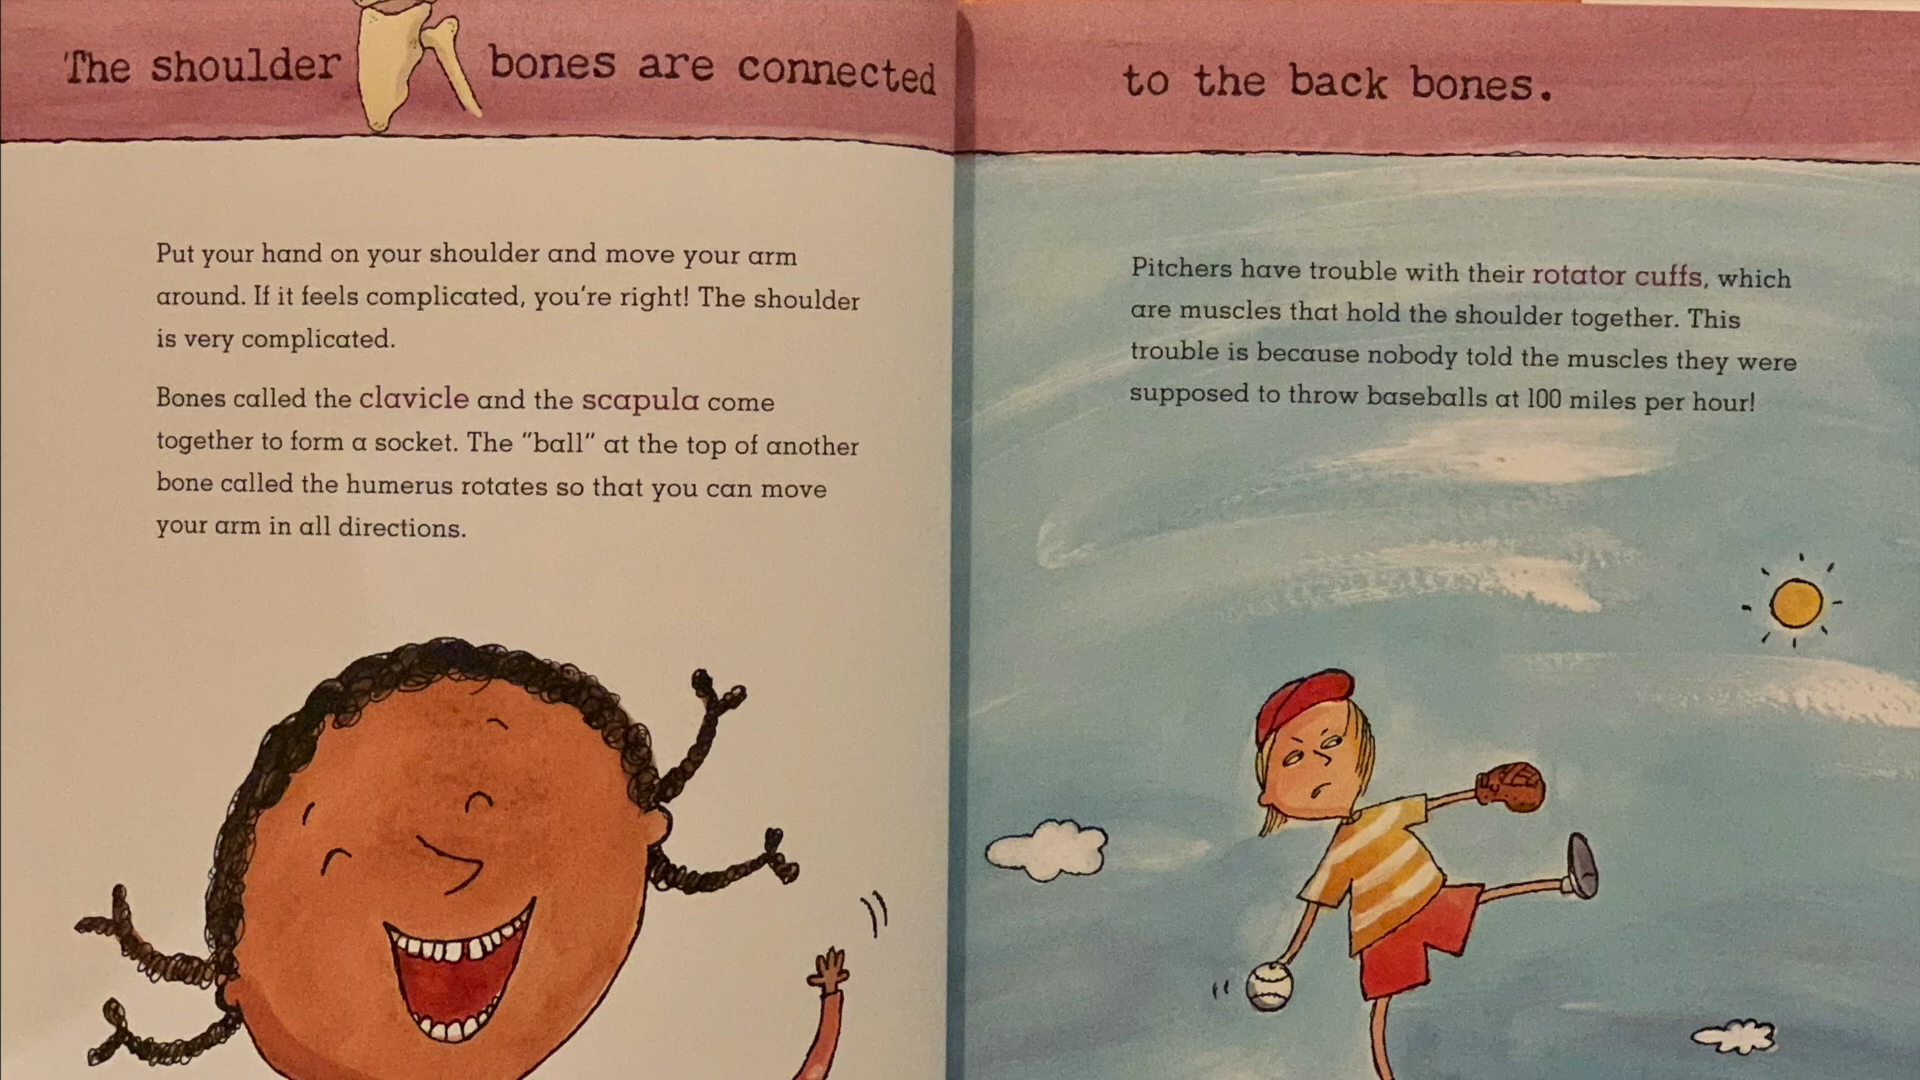 The shoulder bones are connected to the back bones.
Put your hand on your shoulder and move your arm
around. If it feels complicated, you're right! The shoulder
is very complicated.
Bones called the clavicle and the scapula come
together to form a socket. The "ball" at the top of another
bone called the humerus rotates so that you can move
your arm in all directions.
Pitchers have trouble with their rotator cuffs, which
are muscles that hold the shoulder together. This
trouble is because nobody told the muscles they were
supposed to throw baseballs at 100 miles per hour!